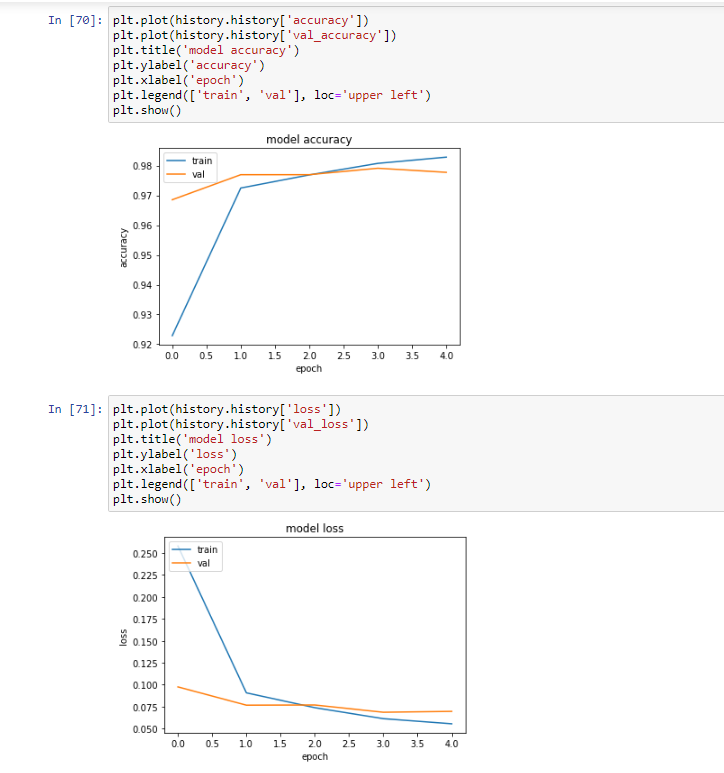 In [70]: plt.plot(history.history['accuracy'])
plt.plot(history.history['val_accuracy'])
plt.title('model accuracy')
plt.ylabel('accuracy')
plt.xlabel('epoch')
plt.legend(['train', 'val'], loc='upper left')
plt.show()
model accuracy
train
val
0.98
0.97
0.96
0.95
0.94
0.93
0.92
accuracy
0.0 0.5 1.0 1.5 2.0 2.5 3.0 3.5 4.0
epoch
In [71]: plt.plot(history.history['loss'])
plt.plot(history.history['val_loss'])
plt.title('model loss')
plt.ylabel('loss')
plt.xlabel('epoch')
plt.legend(['train', 'val'], loc='upper left')
plt.show()
model loss
train
val
0.250
0.225
0.200
0.175
0.150
0.125
0.100
0.075
0.050
loss
0.0 0.5 1.0 1.5 2.0 2.5 3.0 3.5 4.0
epoch